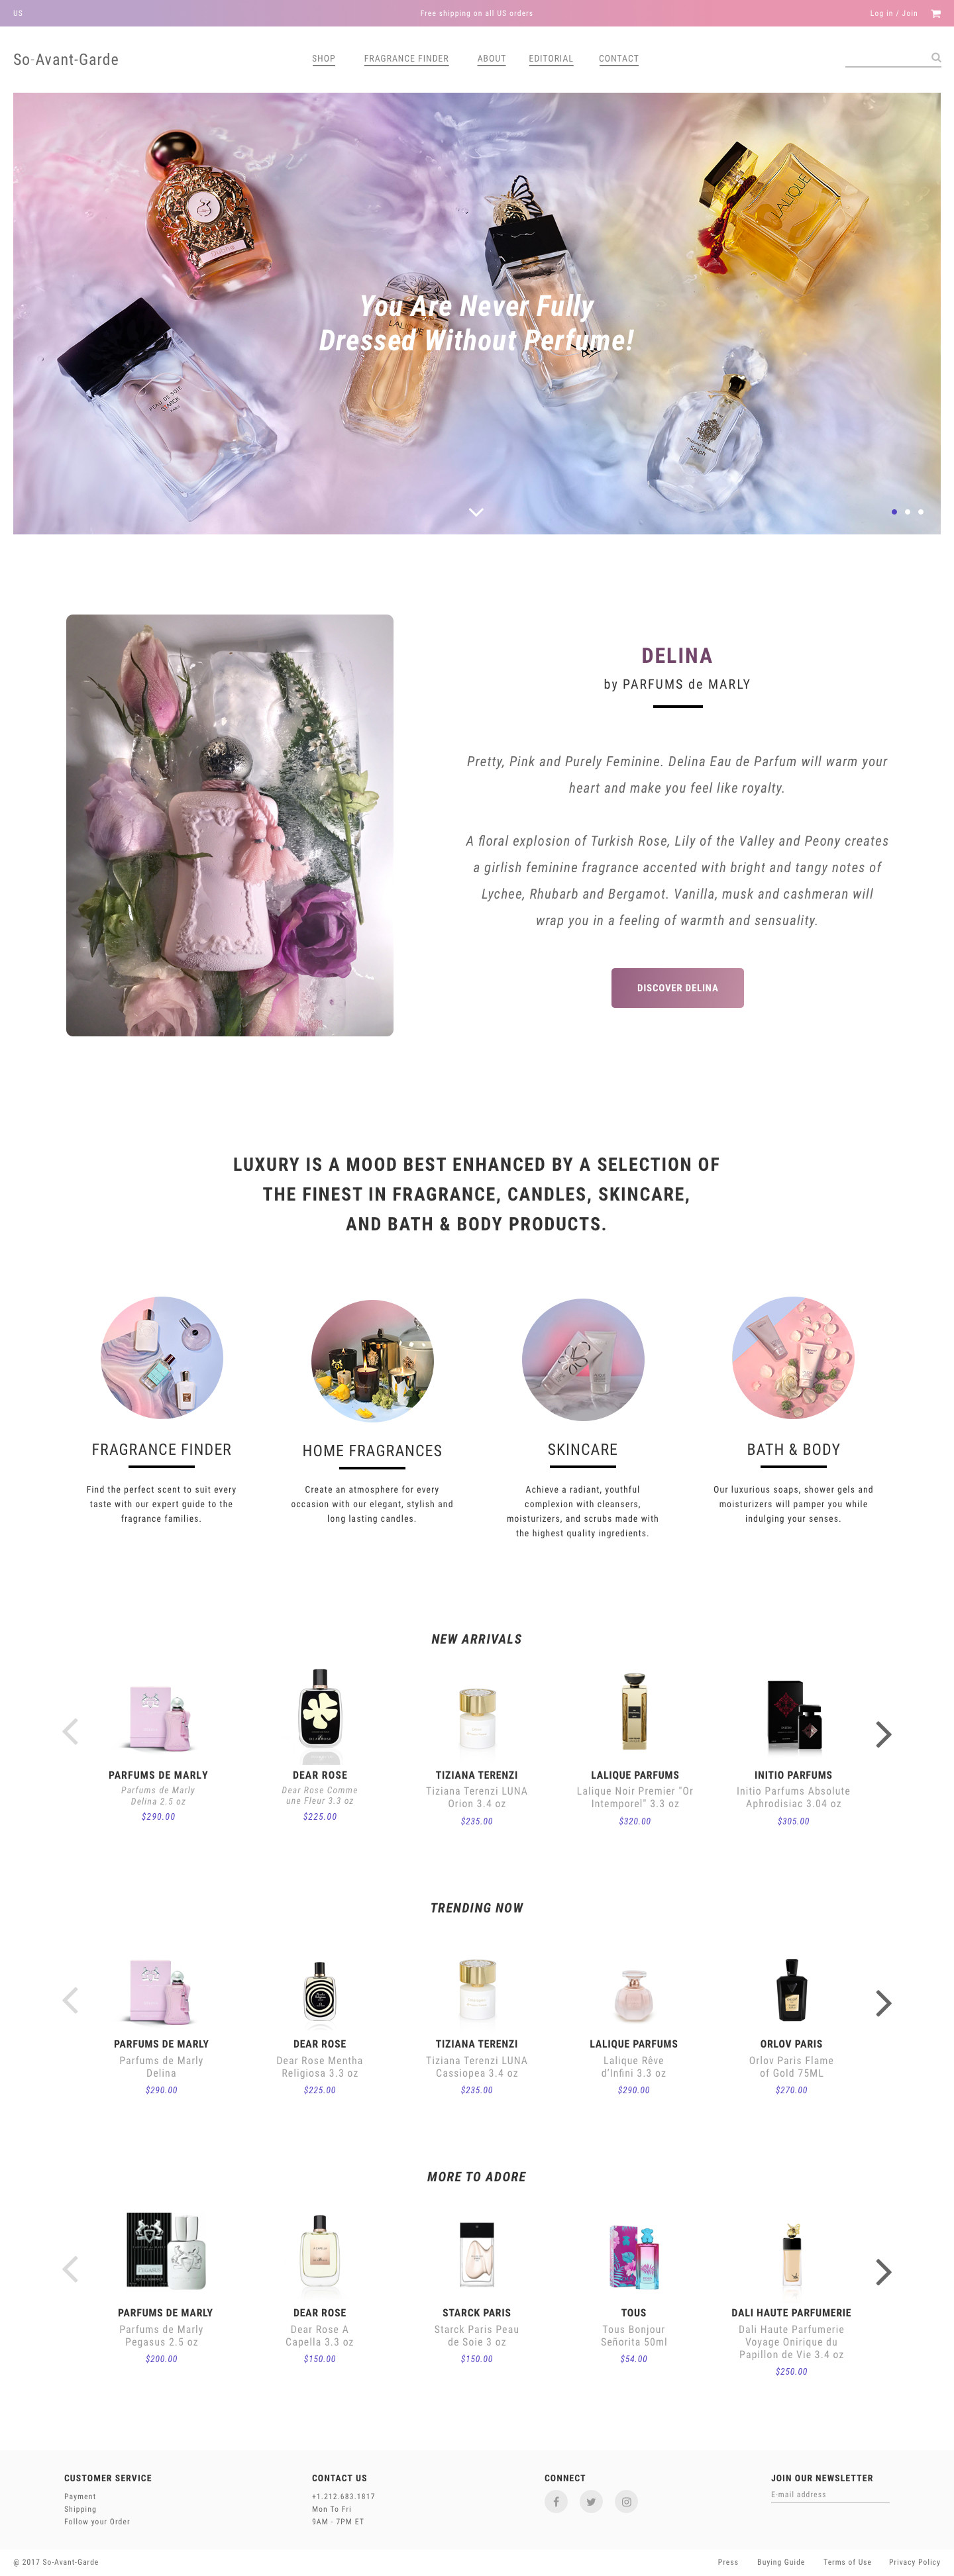 US
Free shipping on all US orders
Log in / Join
So-Avant-Garde
SHOP
FRAGRANCE FINDER
ABOUT
EDITORIAL
CONTACT
LALIQUE
You Are Never Fully
Dressed Without Perfume!
LALIQUE
PEAU DE SOIE
STARCK
PARIS
DELINA
by PARFUMS de MARLY
Pretty, Pink and Purely Feminine. Delina Eau de Parfum will warm your
heart and make you feel like royalty.
A floral explosion of Turkish Rose, Lily of the Valley and Peony creates
a girlish feminine fragrance accented with bright and tangy notes of
Lychee, Rhubarb and Bergamot. Vanilla, musk and cashmeran will
wrap you in a feeling of warmth and sensuality.
DISCOVER DELINA
LUXURY IS A MOOD BEST ENHANCED BY A SELECTION OF
THE FINEST IN FRAGRANCE, CANDLES, SKINCARE,
AND BATH & BODY PRODUCTS.
FRAGRANCE FINDER
Find the perfect scent to suit every
taste with our expert guide to the
fragrance families.
HOME FRAGRANCES
Create an atmosphere for every
occasion with our elegant, stylish and
long lasting candles.
SKINCARE
Achieve a radiant, youthful
complexion with cleansers,
moisturizers, and scrubs made with
the highest quality ingredients.
BATH & BODY
Our luxurious soaps, shower gels and
moisturizers will pamper you while
indulging your senses.
NEW ARRIVALS
PARFUMS DE MARLY
Parfums de Marly
Delina 2.5 oz
$290.00
DEAR ROSE
Dear Rose Comme
une Fleur 3.3 oz
$225.00
TIZIANA TERENZI
Tiziana Terenzi LUNA
Orion 3.4 oz
$235.00
LALIQUE PARFUMS
Lalique Noir Premier "Or
Intemporel" 3.3 oz
$320.00
INITIO PARFUMS
Initio Parfums Absolute
Aphrodisiac 3.04 oz
$305.00
TRENDING NOW
PARFUMS DE MARLY
Parfums de Marly
Delina
$290.00
DEAR ROSE
Dear Rose Mentha
Religiosa 3.3 oz
$225.00
TIZIANA TERENZI
Tiziana Terenzi LUNA
Cassiopea 3.4 oz
$235.00
LALIQUE PARFUMS
Lalique Rêve
d'Infini 3.3 oz
$290.00
ORLOV PARIS
Orlov Paris Flame
of Gold 75ML
$270.00
MORE TO ADORE
PARFUMS DE MARLY
Parfums de Marly
Pegasus 2.5 oz
$200.00
DEAR ROSE
Dear Rose A
Capella 3.3 oz
$150.00
STARCK PARIS
Starck Paris Peau
de Soie 3 oz
$150.00
TOUS
Tous Bonjour
Señorita 50ml
$54.00
DALI HAUTE PARFUMERIE
Dali Haute Parfumerie
Voyage Onirique du
Papillon de Vie 3.4 oz
$250.00
CUSTOMER SERVICE
Payment
Shipping
Follow your Order
CONTACT US
+1.212.683.1817
Mon To Fri
9AM - 7PM ET
CONNECT
JOIN OUR NEWSLETTER
E-mail address
@ 2017 So-Avant-Garde
Press
Buying Guide
Terms of Use
Privacy Policy